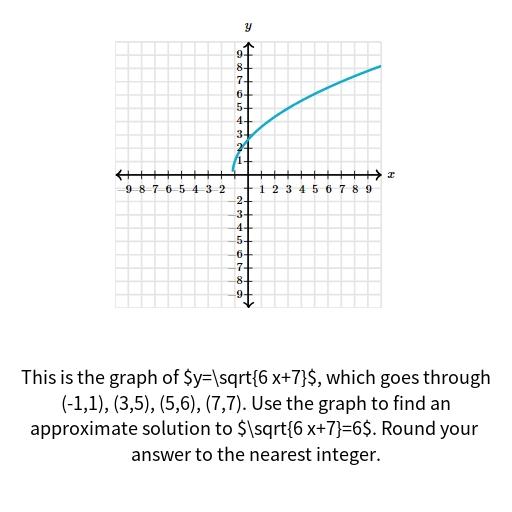 y
9
8
7
6
5
4
3
2
1
x
-9 -8 -7 -6 -5 -4 -3 -2 1 2 3 4 5 6 7 8 9
-2
-3
-4
-5
-6
-7
-8
-9
This is the graph of $y=\sqrt{6 x+7}$, which goes through
(-1,1), (3,5), (5,6), (7,7). Use the graph to find an
approximate solution to $\sqrt{6 x+7}=6$. Round your
answer to the nearest integer.